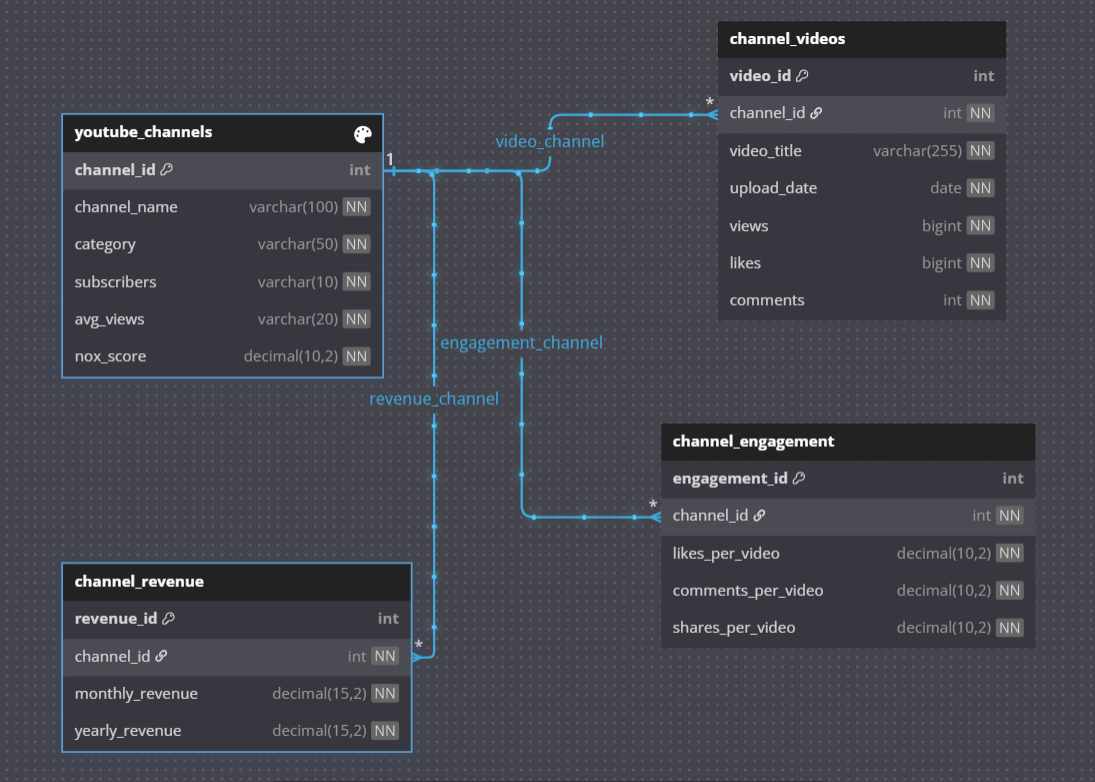 youtube_channels
channel_id int
channel_name varchar(100) NN
category varchar(50) NN
subscribers varchar(10) NN
avg_views varchar(20) NN
nox_score decimal(10,2) NN
1
video_channel
*
channel_videos
video_id int
channel_id int NN
video_title varchar(255) NN
upload_date date NN
views bigint NN
likes bigint NN
comments int NN
engagement_channel
revenue_channel
*
channel_engagement
engagement_id int
channel_id int NN
likes_per_video decimal(10,2) NN
comments_per_video decimal(10,2) NN
shares_per_video decimal(10,2) NN
channel_revenue
revenue_id int
*
channel_id int NN
monthly_revenue decimal(15,2) NN
yearly_revenue decimal(15,2) NN